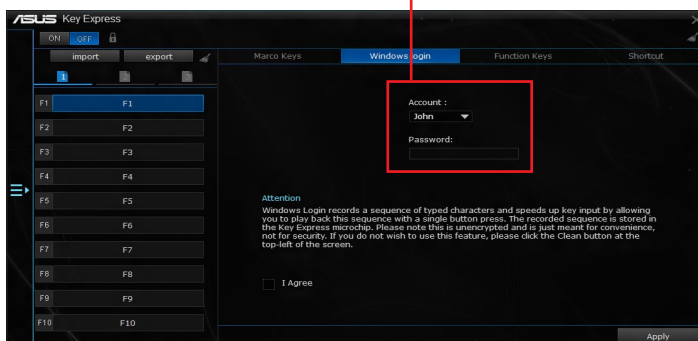 ASUS Key Express
ON OFF
import export
Marco Keys Windows login Function Keys Shortcut
1
F1 F1
F2 F2
F3 F3
F4 F4
F5 F5
F6 F6
F7 F7
F8 F8
F9 F9
F10 F10
Account :
John
Password:
Attention
Windows Login records a sequence of typed characters and speeds up key input by allowing
you to play back this sequence with a single button press. The recorded sequence is stored in
the Key Express microchip. Please note this is unencrypted and is just meant for convenience,
not for security. If you do not wish to use this feature, please click the Clean button at the
top-left of the screen.
I Agree
Apply